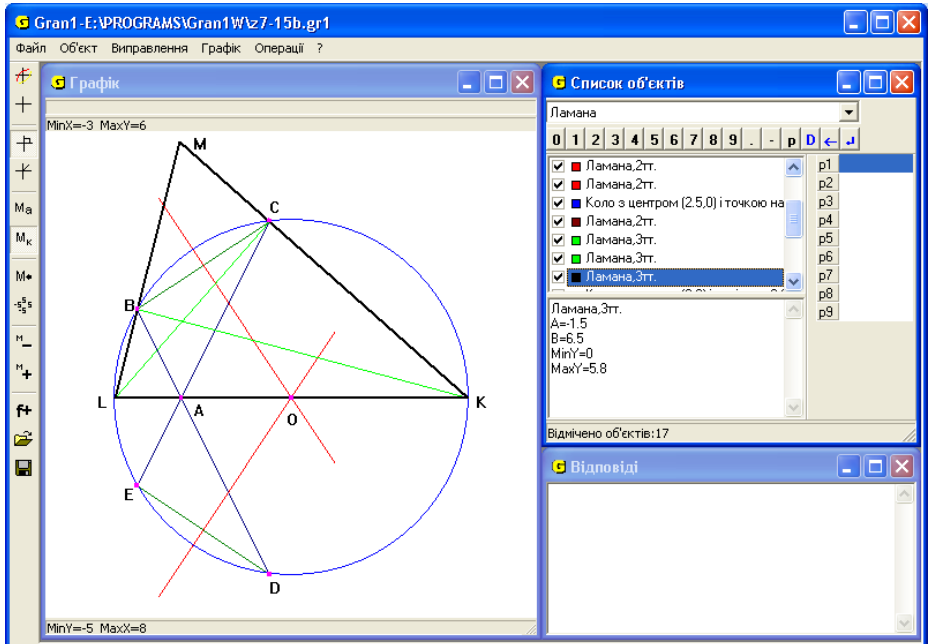 Gran1-E:\PROGRAMS\Gran1W\z7-15b.gr1
Файл Об'єкт Виправлення Графік Операції ?
Графік
MinX=-3 MaxY=6
M
C
B
L
A
O
K
E
D
MinY=-5 MaxX=8
Ma
Mк
M
-s s s
M
M+
f+
Список об'єктів
Ламана
0 1 2 3 4 5 6 7 8 9 . - p D
Ламана,2тт.
Ламана,2тт.
Коло з центром (2.5,0) і точкою на
Ламана,2тт.
Ламана,3тт.
Ламана,3тт.
Ламана,3тт.
p1
p2
p3
p4
p5
p6
p7
p8
p9
Ламана,3тт.
A=-1.5
B=6.5
MinY=0
MaxY=5.8
Відмічено об'єктів:17
Відповіді